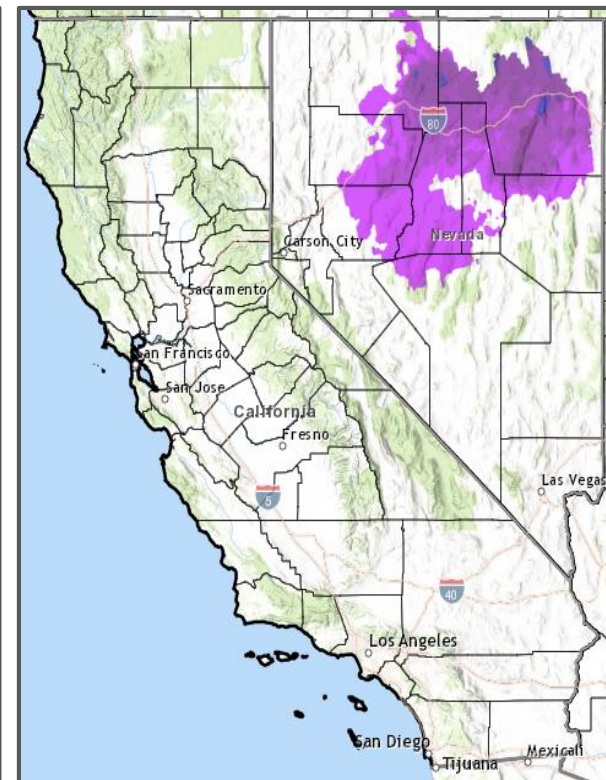 80
Carson City
Nevada
Sacramento
San Francisco
San Jose
California
Fresno
5
Las Vegas
40
Los Angeles
San Diego
Tijuana
Mexicali